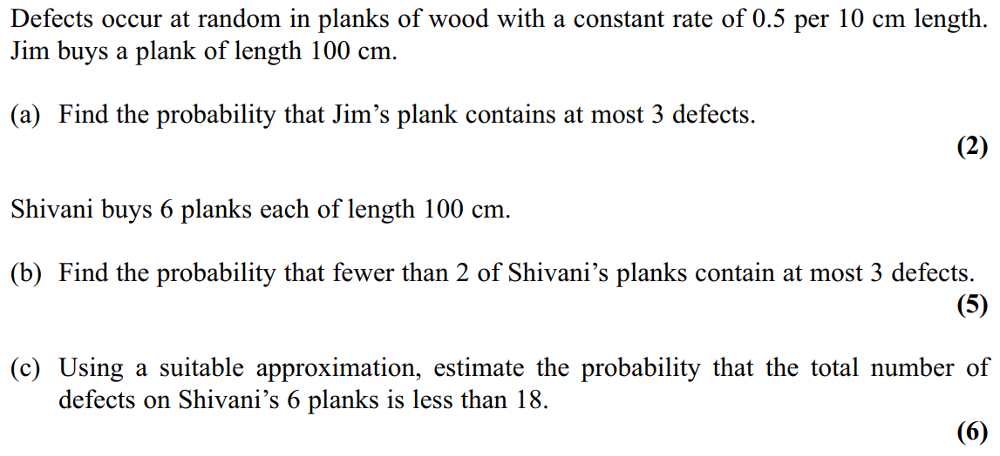 Defects occur at random in planks of wood with a constant rate of 0.5 per 10 cm length.
Jim buys a plank of length 100 cm.
(a) Find the probability that Jim’s plank contains at most 3 defects.
(2)
Shivani buys 6 planks each of length 100 cm.
(b) Find the probability that fewer than 2 of Shivani’s planks contain at most 3 defects.
(5)
(c) Using a suitable approximation, estimate the probability that the total number of
defects on Shivani’s 6 planks is less than 18.
(6)